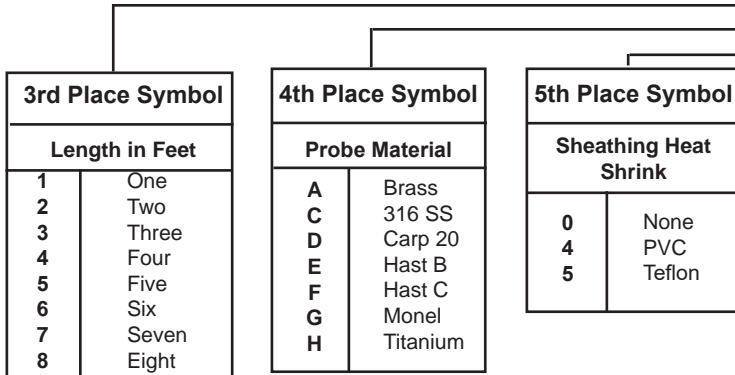 3rd Place Symbol
Length in Feet
1 One
2 Two
3 Three
4 Four
5 Five
6 Six
7 Seven
8 Eight
4th Place Symbol
Probe Material
A Brass
C 316 SS
D Carp 20
E Hast B
F Hast C
G Monel
H Titanium
5th Place Symbol
Sheathing Heat
Shrink
0 None
4 PVC
5 Teflon